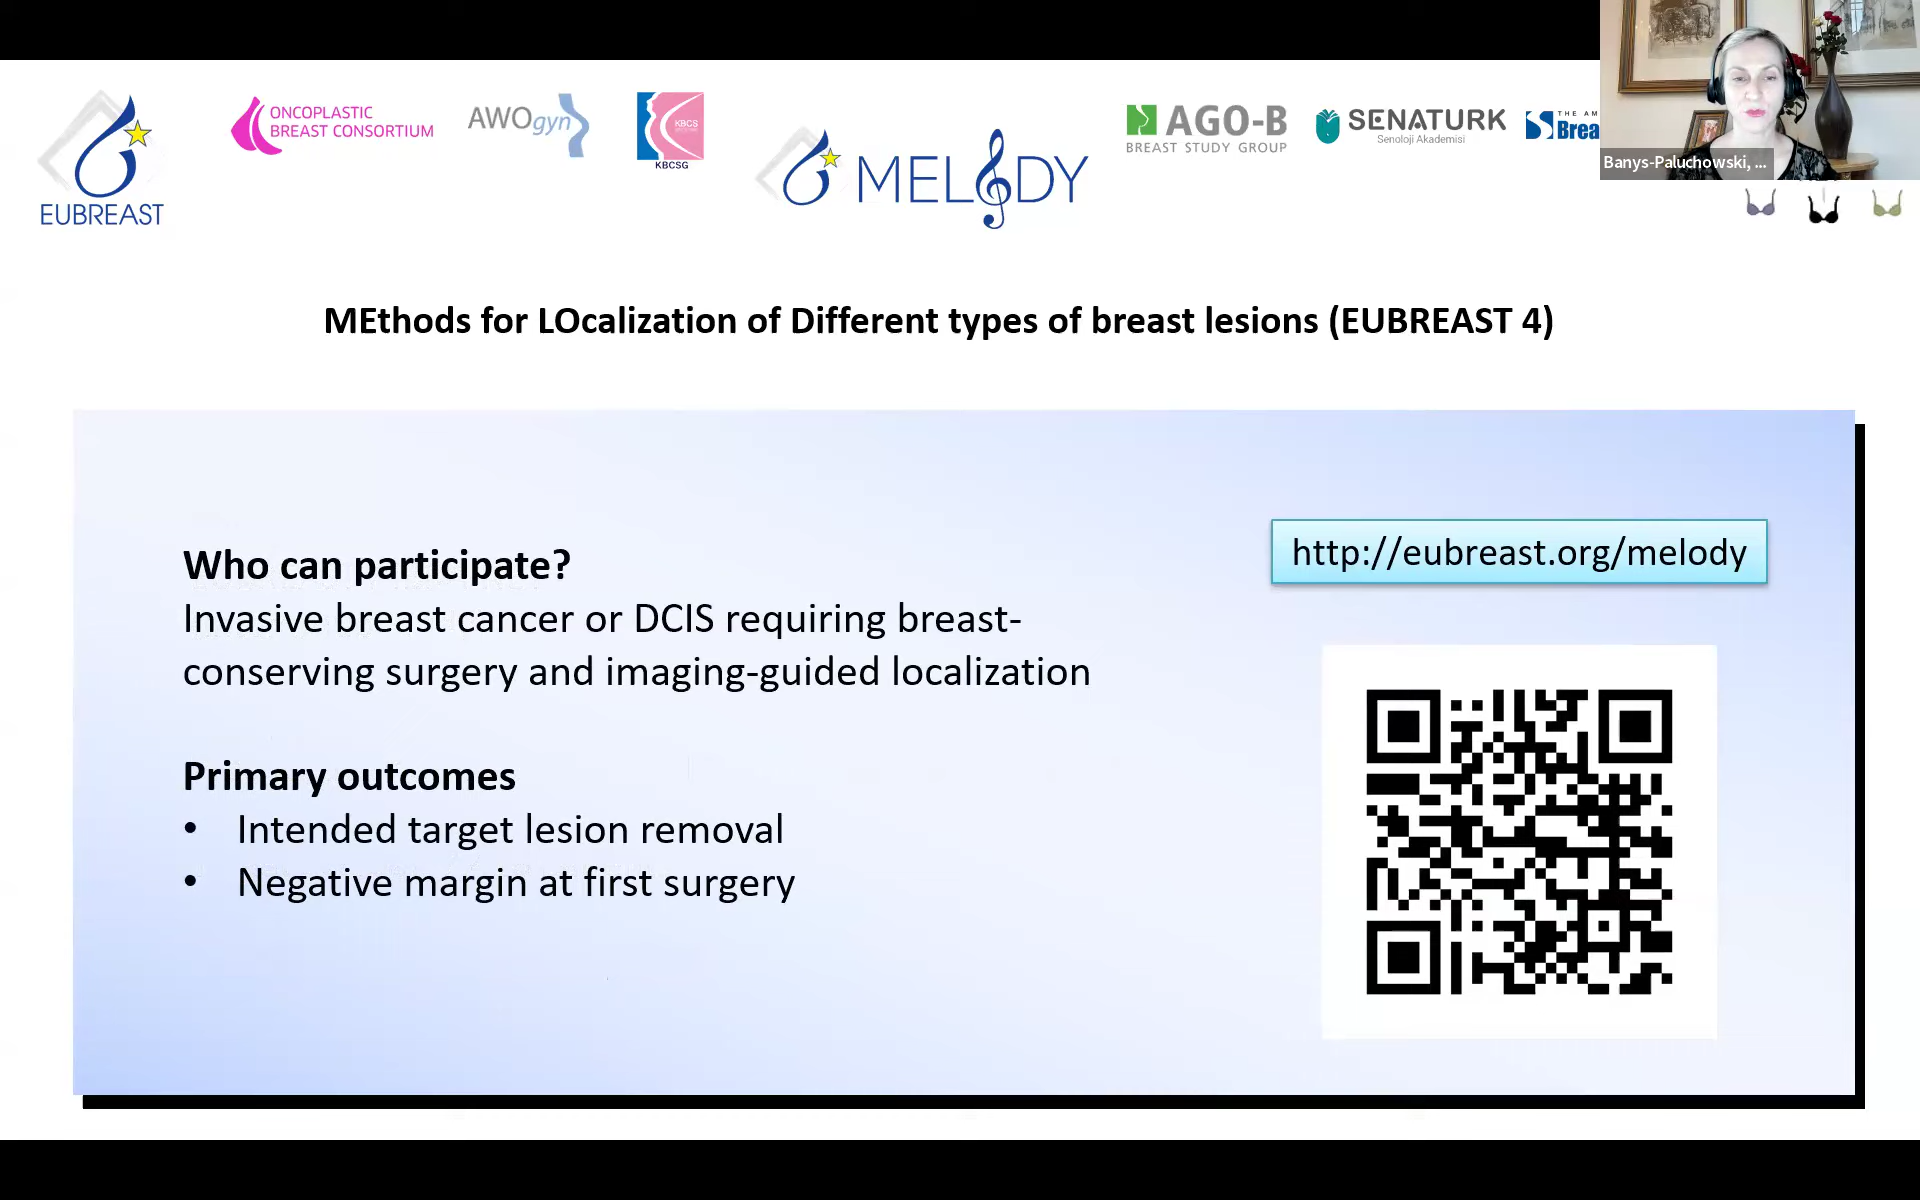 EUBREAST
ONCOPLASTIC
BREAST CONSORTIUM
AWOgyn
KBCS
KBCSG
MELODY
AGO-B
BREAST STUDY GROUP
SENATURK
Senoloji Akademisi
THE AM
Brea
Banys-Paluchowski, ...
MEthods for LOcalization of Different types of breast lesions (EUBREAST 4)
Who can participate?
Invasive breast cancer or DCIS requiring breast-
conserving surgery and imaging-guided localization
Primary outcomes
• Intended target lesion removal
• Negative margin at first surgery
http://eubreast.org/melody